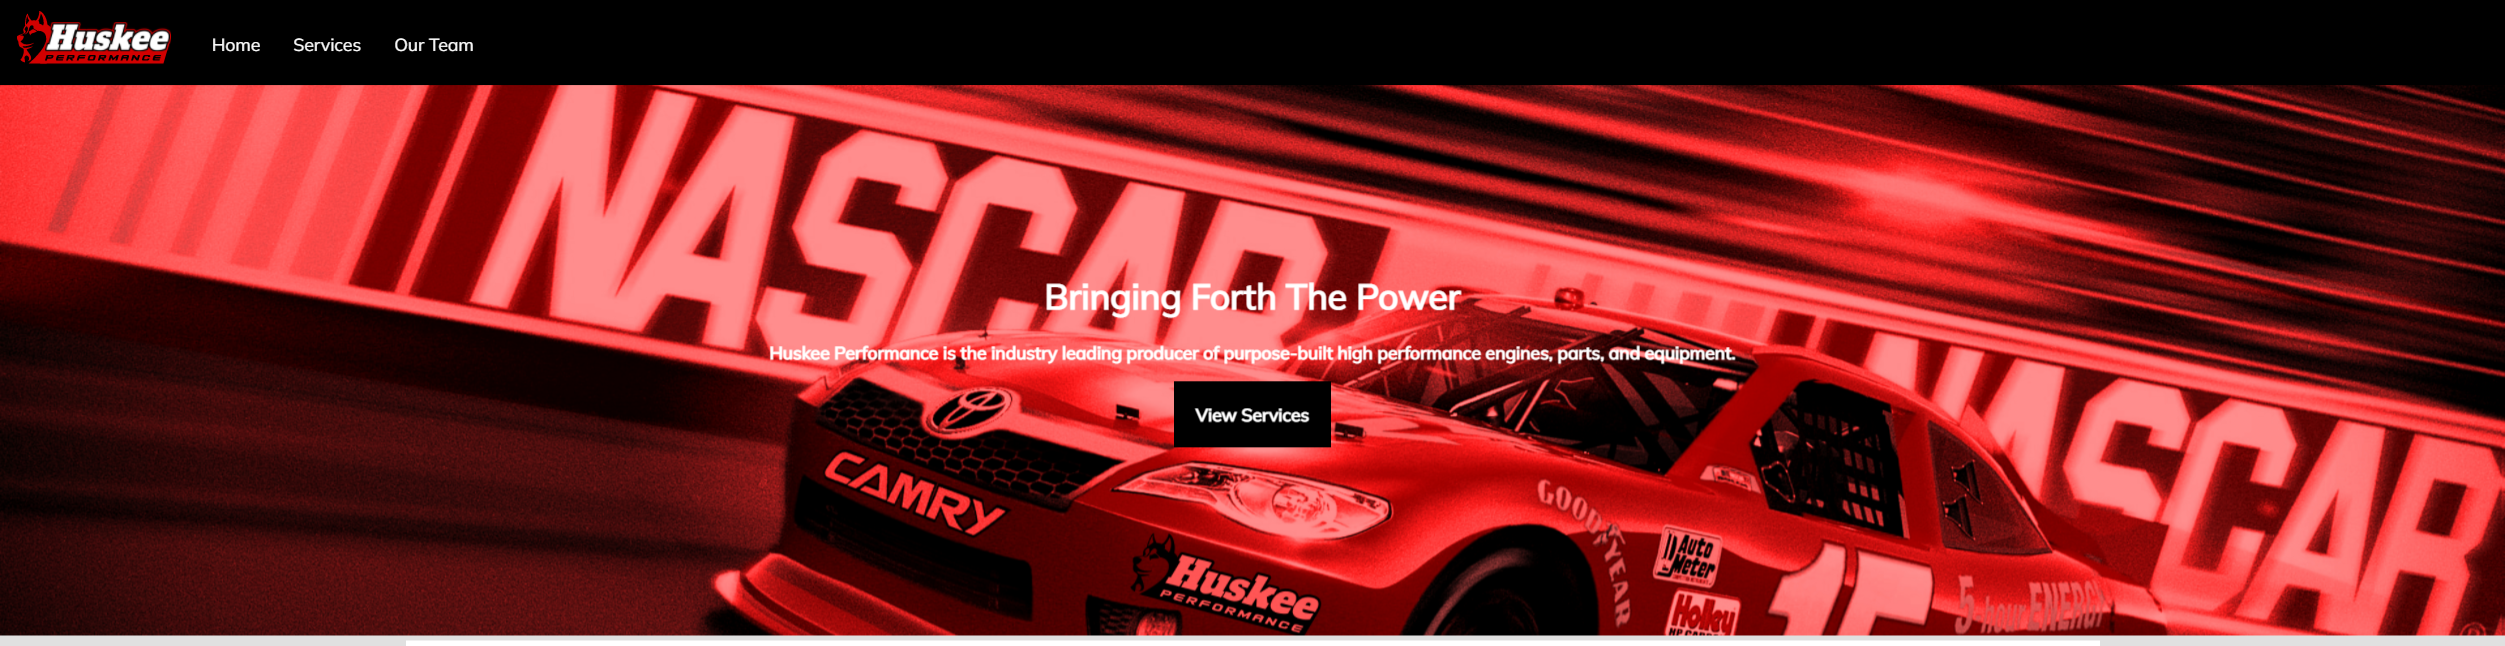 Huskee
PERFORMANCE
Home Services Our Team
NASCAR
Bringing Forth The Power
Huskee Performance is the industry leading producer of purpose-built high performance engines, parts, and equipment.
View Services
NASCAR
CAMRY
GOODYEAR
Auto
Meter
Huskee
PERFORMANCE
Holley
15
5-hour ENERGY